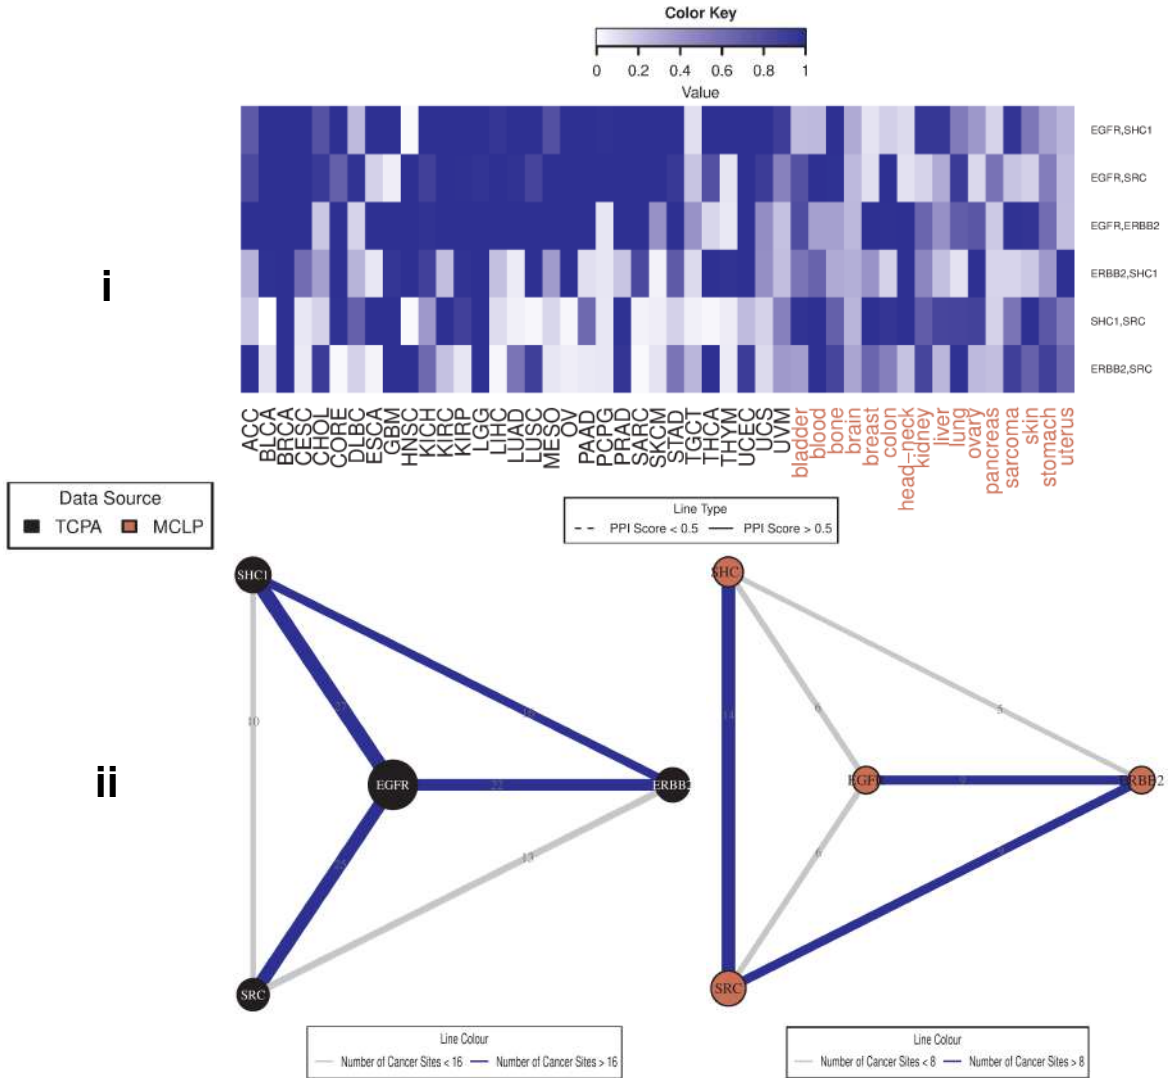 Color Key
0 0.2 0.4 0.6 0.8 1
Value
EGFR,SHC1
EGFR,SRC
EGFR,ERBB2
ERBB2,SHC1
SHC1,SRC
ERBB2,SRC
i
ACC
BLCA
BRCA
CESC
CHOL
CORE
DLBC
ESCA
GBM
HNSC
KICH
KIRC
KIRP
LGG
LIHC
LUAD
LUSC
MESO
OV
PAAD
PCPG
PRAD
SARC
SKCM
STAD
TGCT
THCA
THYM
UCEC
UCS
UVM
bladder
blood
bone
brain
breast
colon
head-neck
kidney
liver
lung
ovary
pancreas
sarcoma
skin
stomach
uterus
Data Source
TCPA MCLP
Line Type
PPI Score < 0.5 PPI Score > 0.5
SHC1
27
10
EGFR
22
ERBB2
25
13
SRC
ii
SHC
6
5
14
EGFR
9
ERBB2
6
9
SRC
Line Colour
Number of Cancer Sites < 16 Number of Cancer Sites > 16
Line Colour
Number of Cancer Sites < 8 Number of Cancer Sites > 8